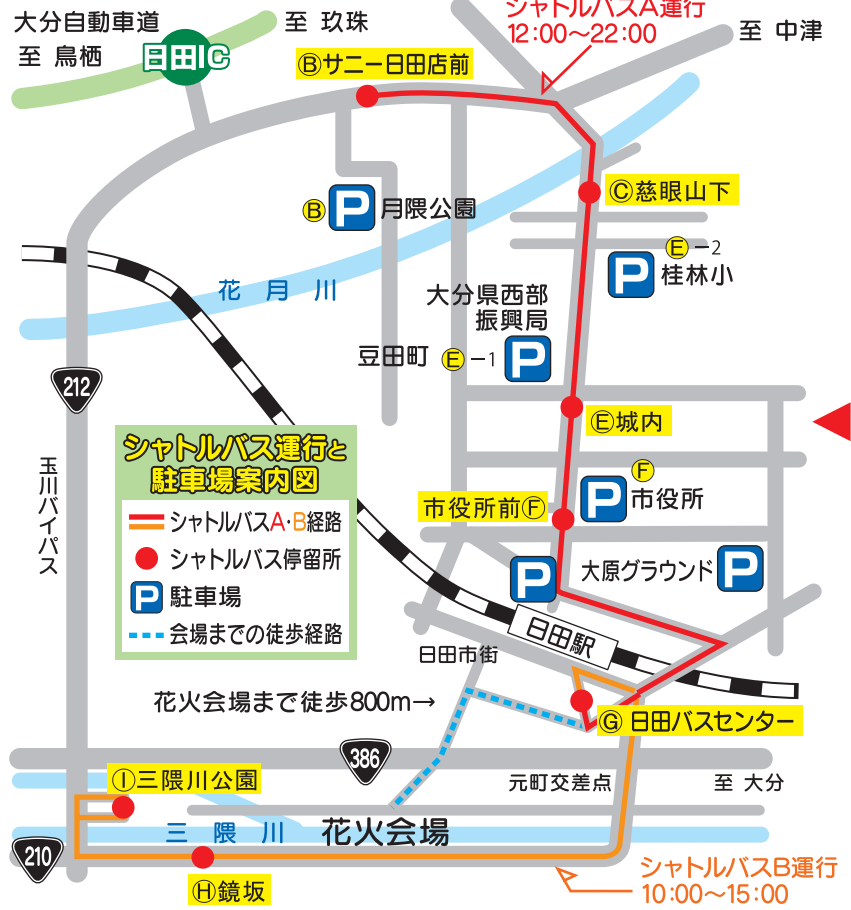 シャトルバスA運行
12:00〜22:00
大分自動車道
至 鳥栖
日田IC
至 玖珠
至 中津
Ⓑサニー日田店前
Ⓒ慈眼山下
Ⓑ
P
月隈公園
Ⓔ−2
P
桂林小
花月川
大分県西部
振興局
豆田町
Ⓔ−1
P
212
Ⓔ城内
玉川バイパス
シャトルバス運行と
駐車場案内図
シャトルバスA・B経路
シャトルバス停留所
P
駐車場
会場までの徒歩経路
Ⓕ
P
市役所
市役所前Ⓕ
P
大原グラウンド
P
日田駅
日田市街
花火会場まで徒歩800m→
Ⓖ 日田バスセンター
386
元町交差点
至 大分
Ⓘ三隈川公園
三隈川
花火会場
210
Ⓗ鏡坂
シャトルバスB運行
10:00〜15:00